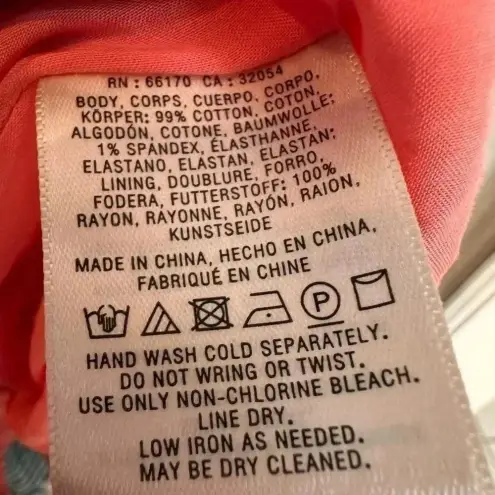 RN : 66170 CA : 32054
BODY, CORPS, CUERPO, CORPO,
KÖRPER: 99% COTTON, COTON,
ALGODÓN, COTONE, BAUMWOLLE:
1% SPANDEX, ÉLASTHANNE,
ELASTANO, ELASTAN, ELASTAN:
LINING, DOUBLURE, FORRO,
FODERA, FUTTERSTOFF: 100%
RAYON, RAYONNE, RAYÓN, RAION,
KUNSTSEIDE
MADE IN CHINA, HECHO EN CHINA,
FABRIQUÉ EN CHINE
P
HAND WASH COLD SEPARATELY.
DO NOT WRING OR TWIST.
USE ONLY NON-CHLORINE BLEACH.
LINE DRY.
LOW IRON AS NEEDED.
MAY BE DRY CLEANED.